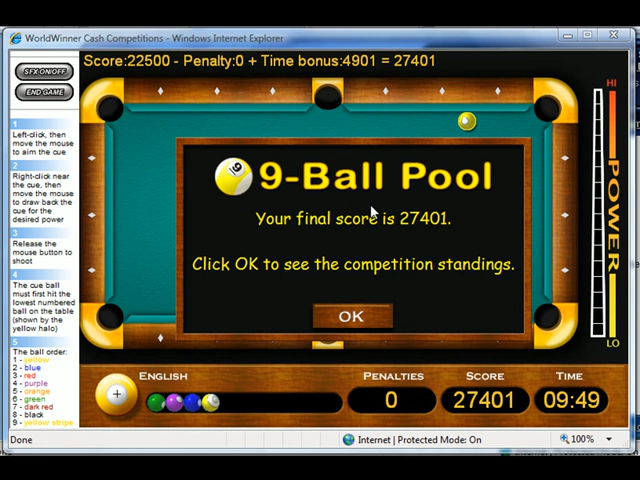 WorldWinner Cash Competitions - Windows Internet Explorer
Score:22500 - Penalty:0 + Time bonus:4901 = 27401
SFX ON/OFF
END GAME
1
Left-click, then
move the mouse
to aim the cue
2
Right-click near
the cue, then move
the mouse to draw
back the cue for the
desired power
3
Release the
mouse button to
shoot
4
The cue ball
must first hit the
lowest numbered
ball on the table
(shown by the
yellow halo)
5
The ball order:
1 - yellow
2 - blue
3 - red
4 - purple
5 - orange
6 - green
7 - dark red
8 - black
9 - yellow stripe
9
9-Ball Pool
Your final score is 27401.
Click OK to see the competition standings.
OK
HI
POWER
LO
ENGLISH
PENALTIES
0
SCORE
27401
TIME
09:49
Done
Internet | Protected Mode: On
100%